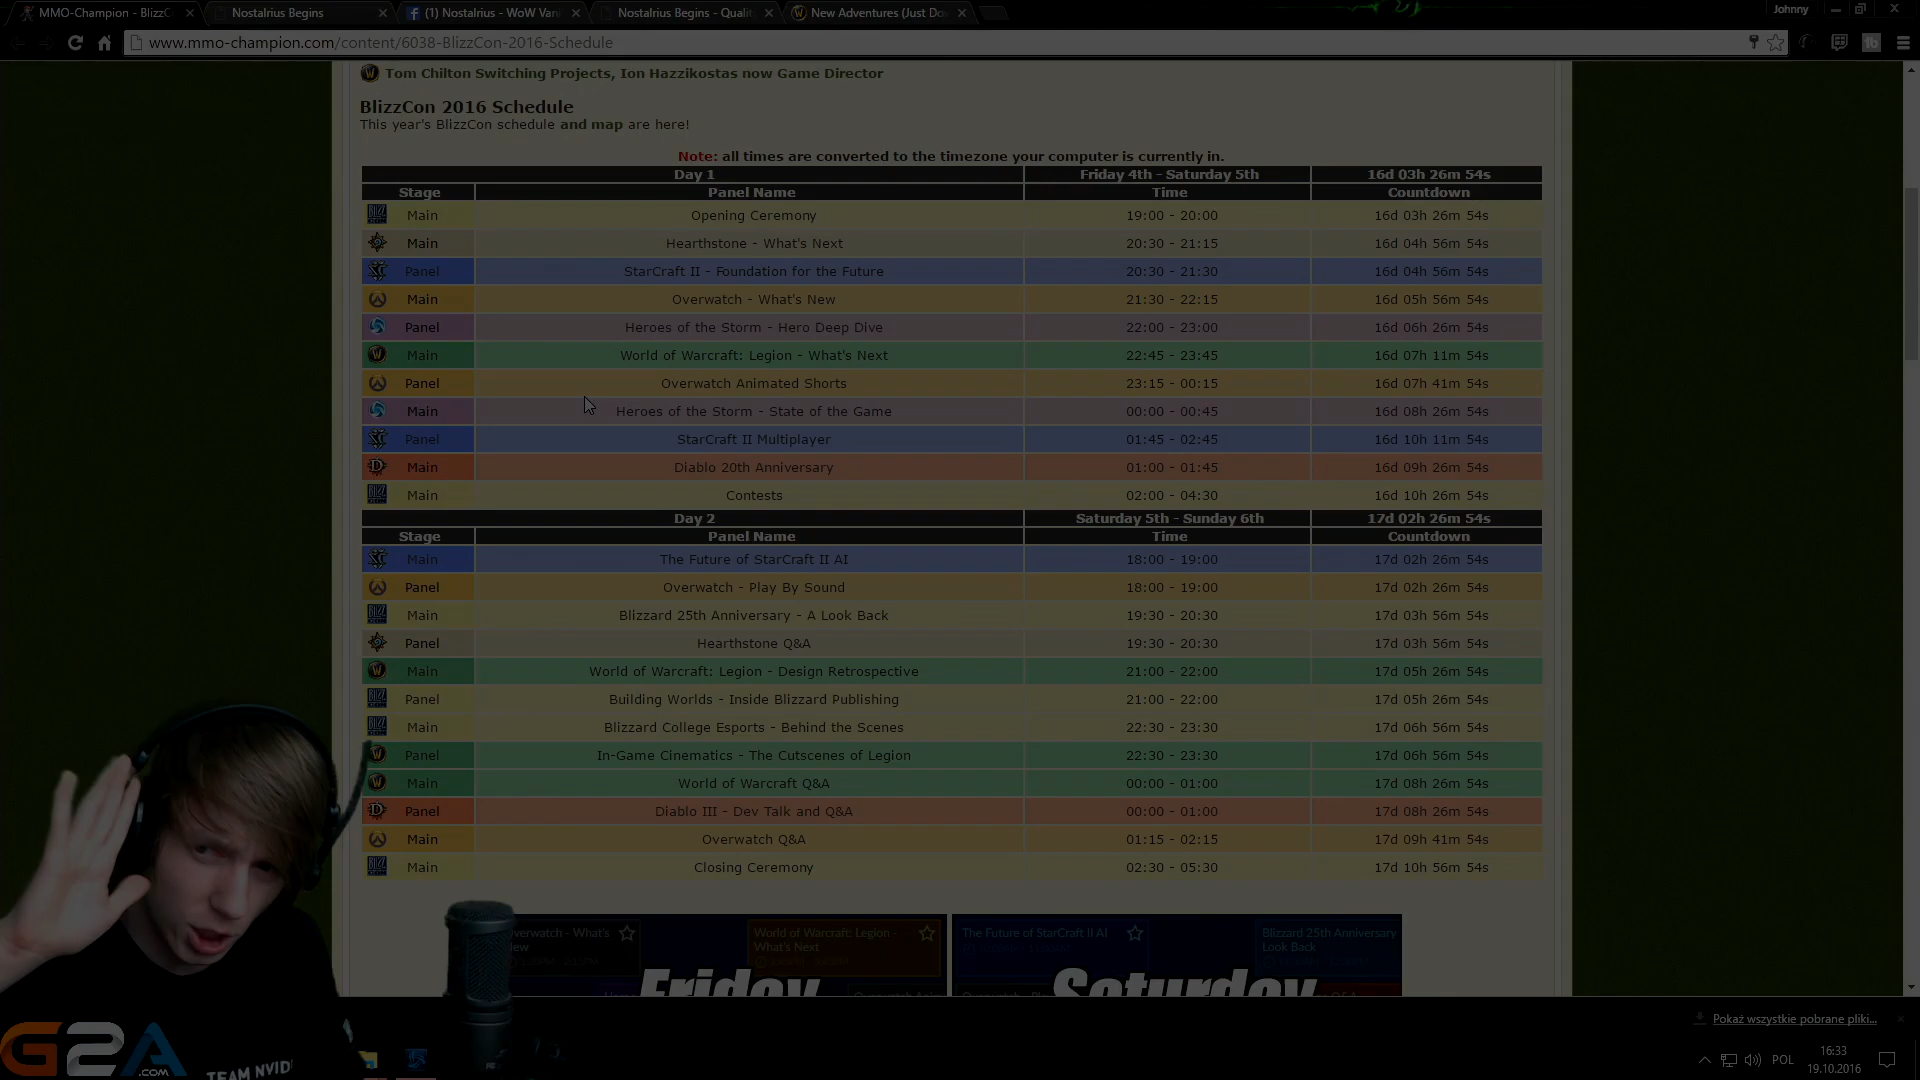 MMO-Champion - BlizzC
Nostalrius Begins
(1) Nostalrius - WoW Van
Nostalrius Begins - Quali
New Adventures (Just Do
Johnny
www.mmo-champion.com/content/6038-BlizzCon-2016-Schedule
Tom Chilton Switching Projects, Ion Hazzikostas now Game Director
BlizzCon 2016 Schedule
This year's BlizzCon schedule and map are here!
Note: all times are converted to the timezone your computer is currently in.
Day 1 Friday 4th - Saturday 5th 16d 03h 26m 54s
Stage Panel Name Time Countdown
Main Opening Ceremony 19:00 - 20:00 16d 03h 26m 54s
Main Hearthstone - What's Next 20:30 - 21:15 16d 04h 56m 54s
Panel StarCraft II - Foundation for the Future 20:30 - 21:30 16d 04h 56m 54s
Main Overwatch - What's New 21:30 - 22:15 16d 05h 56m 54s
Panel Heroes of the Storm - Hero Deep Dive 22:00 - 23:00 16d 06h 26m 54s
Main World of Warcraft: Legion - What's Next 22:45 - 23:45 16d 07h 11m 54s
Panel Overwatch Animated Shorts 23:15 - 00:15 16d 07h 41m 54s
Main Heroes of the Storm - State of the Game 00:00 - 00:45 16d 08h 26m 54s
Panel StarCraft II Multiplayer 01:45 - 02:45 16d 10h 11m 54s
Main Diablo 20th Anniversary 01:00 - 01:45 16d 09h 26m 54s
Main Contests 02:00 - 04:30 16d 10h 26m 54s
Day 2 Saturday 5th - Sunday 6th 17d 02h 26m 54s
Stage Panel Name Time Countdown
Main The Future of StarCraft II AI 18:00 - 19:00 17d 02h 26m 54s
Panel Overwatch - Play By Sound 18:00 - 19:00 17d 02h 26m 54s
Main Blizzard 25th Anniversary - A Look Back 19:30 - 20:30 17d 03h 56m 54s
Panel Hearthstone Q&A 19:30 - 20:30 17d 03h 56m 54s
Main World of Warcraft: Legion - Design Retrospective 21:00 - 22:00 17d 05h 26m 54s
Panel Building Worlds - Inside Blizzard Publishing 21:00 - 22:00 17d 05h 26m 54s
Main Blizzard College Esports - Behind the Scenes 22:30 - 23:30 17d 06h 56m 54s
Panel In-Game Cinematics - The Cutscenes of Legion 22:30 - 23:30 17d 06h 56m 54s
Main World of Warcraft Q&A 00:00 - 01:00 17d 08h 26m 54s
Panel Diablo III - Dev Talk and Q&A 00:00 - 01:00 17d 08h 26m 54s
Main Overwatch Q&A 01:15 - 02:15 17d 09h 41m 54s
Main Closing Ceremony 02:30 - 05:30 17d 10h 56m 54s
verwatch - What's World of Warcraft: Legion - The Future of StarCraft II AI Blizzard 25th Anniversary
ew What's Next Look Back
Friday Saturday
Pokaż wszystkie pobrane pliki...
G2A
.COM
TEAM NVID
POL
16:33
19.10.2016